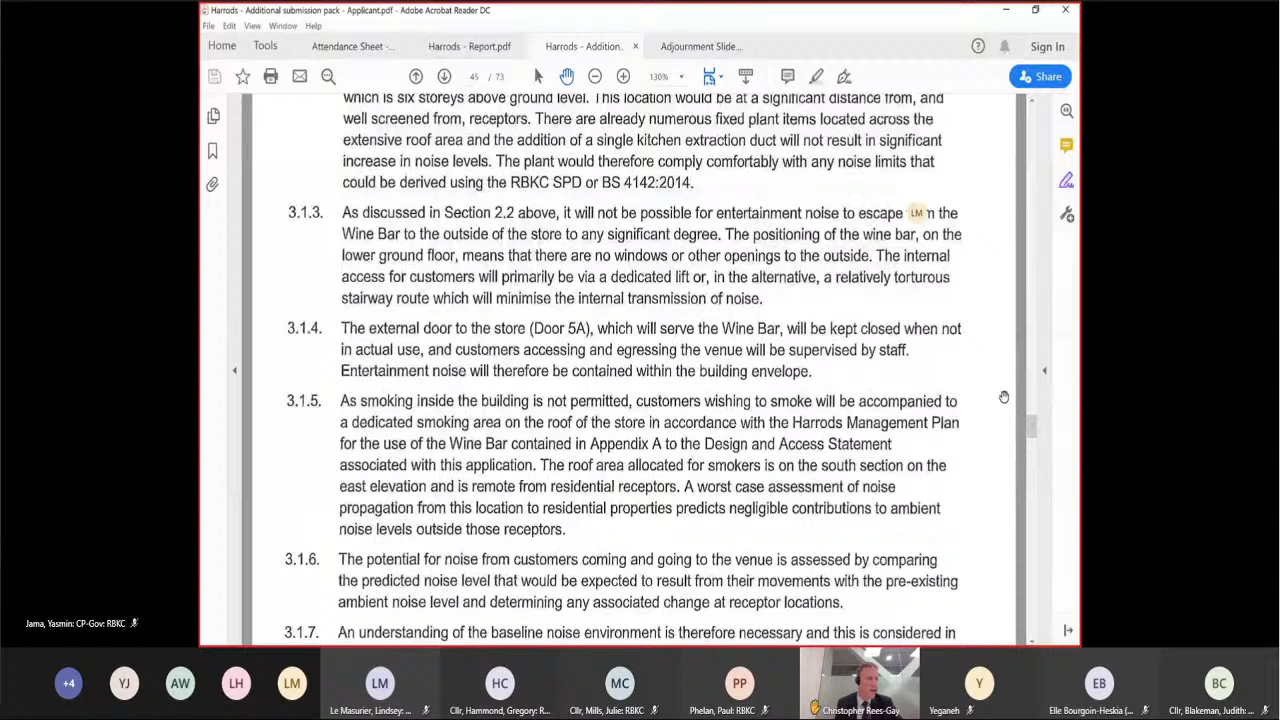 Harrods - Additional submission pack - Applicant.pdf - Adobe Acrobat Reader DC
File Edit View Window Help
Home Tools Attendance Sheet -... Harrods - Report.pdf Harrods - Addition... × Adjournment Slide... Sign In
45 / 73 130% Share
which is six storeys above ground level. This location would be at a significant distance from, and
well screened from, receptors. There are already numerous fixed plant items located across the
extensive roof area and the addition of a single kitchen extraction duct will not result in significant
increase in noise levels. The plant would therefore comply comfortably with any noise limits that
could be derived using the RBKC SPD or BS 4142:2014.
3.1.3. As discussed in Section 2.2 above, it will not be possible for entertainment noise to escape LM the
Wine Bar to the outside of the store to any significant degree. The positioning of the wine bar, on the
lower ground floor, means that there are no windows or other openings to the outside. The internal
access for customers will primarily be via a dedicated lift or, in the alternative, a relatively torturous
stairway route which will minimise the internal transmission of noise.
3.1.4. The external door to the store (Door 5A), which will serve the Wine Bar, will be kept closed when not
in actual use, and customers accessing and egressing the venue will be supervised by staff.
Entertainment noise will therefore be contained within the building envelope.
3.1.5. As smoking inside the building is not permitted, customers wishing to smoke will be accompanied to
a dedicated smoking area on the roof of the store in accordance with the Harrods Management Plan
for the use of the Wine Bar contained in Appendix A to the Design and Access Statement
associated with this application. The roof area allocated for smokers is on the south section on the
east elevation and is remote from residential receptors. A worst case assessment of noise
propagation from this location to residential properties predicts negligible contributions to ambient
noise levels outside those receptors.
3.1.6. The potential for noise from customers coming and going to the venue is assessed by comparing
the predicted noise level that would be expected to result from their movements with the pre-existing
ambient noise level and determining any associated change at receptor locations.
Jama, Yasmin: CP-Gov: RBKC
3.1.7. An understanding of the baseline noise environment is therefore necessary and this is considered in
+4 YJ AW LH LM LM HC MC PP Y EB BC
Le Masurier, Lindsey:... Cllr, Hammond, Gregory: R... Cllr, Mills, Julie: RBKC Phelan, Paul: RBKC Christopher Rees-Gay Yeganeh Elle Bourgoin-Heskia (... Cllr, Blakeman, Judith:...